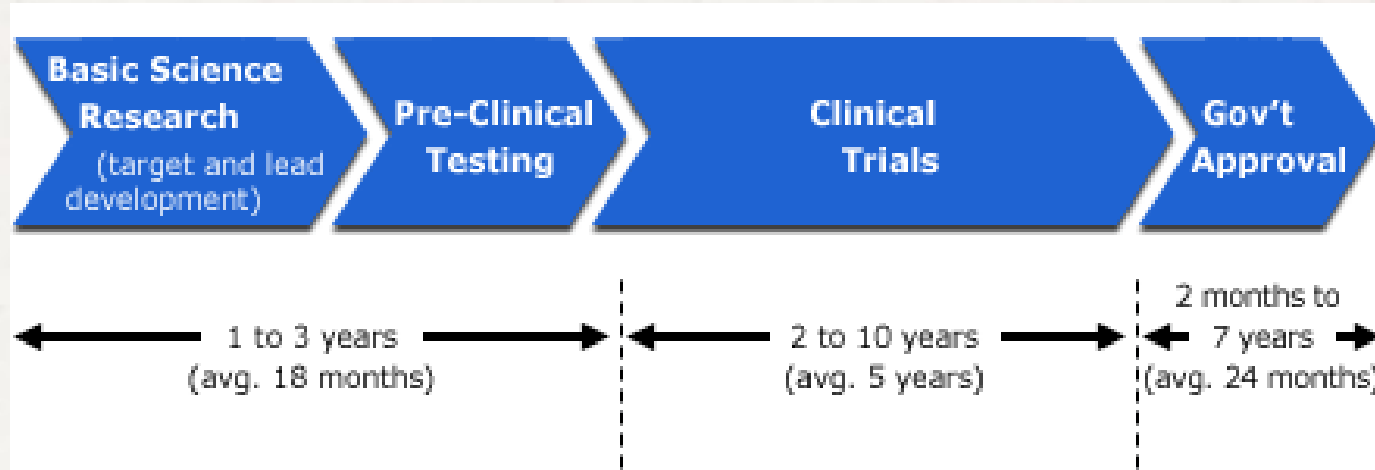 Basic Science
Research
(target and lead
development)
Pre-Clinical
Testing
Clinical
Trials
Gov't
Approval
1 to 3 years
(avg. 18 months)
2 to 10 years
(avg. 5 years)
2 months to
7 years
(avg. 24 months)